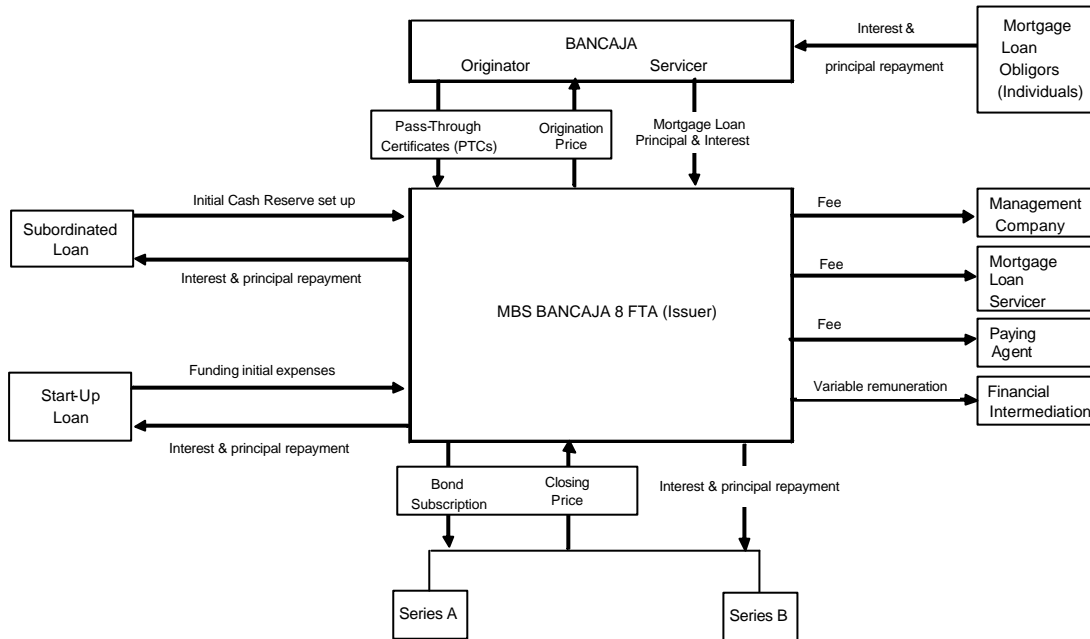 BANCAJA
Originator
Servicer
Interest &
principal repayment
Mortgage
Loan
Obligors
(Individuals)
Pass-Through
Certificates (PTCs)
Origination
Price
Mortgage Loan
Principal & Interest
Initial Cash Reserve set up
Subordinated
Loan
Interest & principal repayment
MBS BANCAJA 8 FTA (Issuer)
Funding initial expenses
Start-Up
Loan
Interest & principal repayment
Fee
Management
Company
Fee
Mortgage
Loan
Servicer
Fee
Paying
Agent
Variable remuneration
Financial
Intermediation
Bond
Subscription
Closing
Price
Interest & principal repayment
Series A
Series B